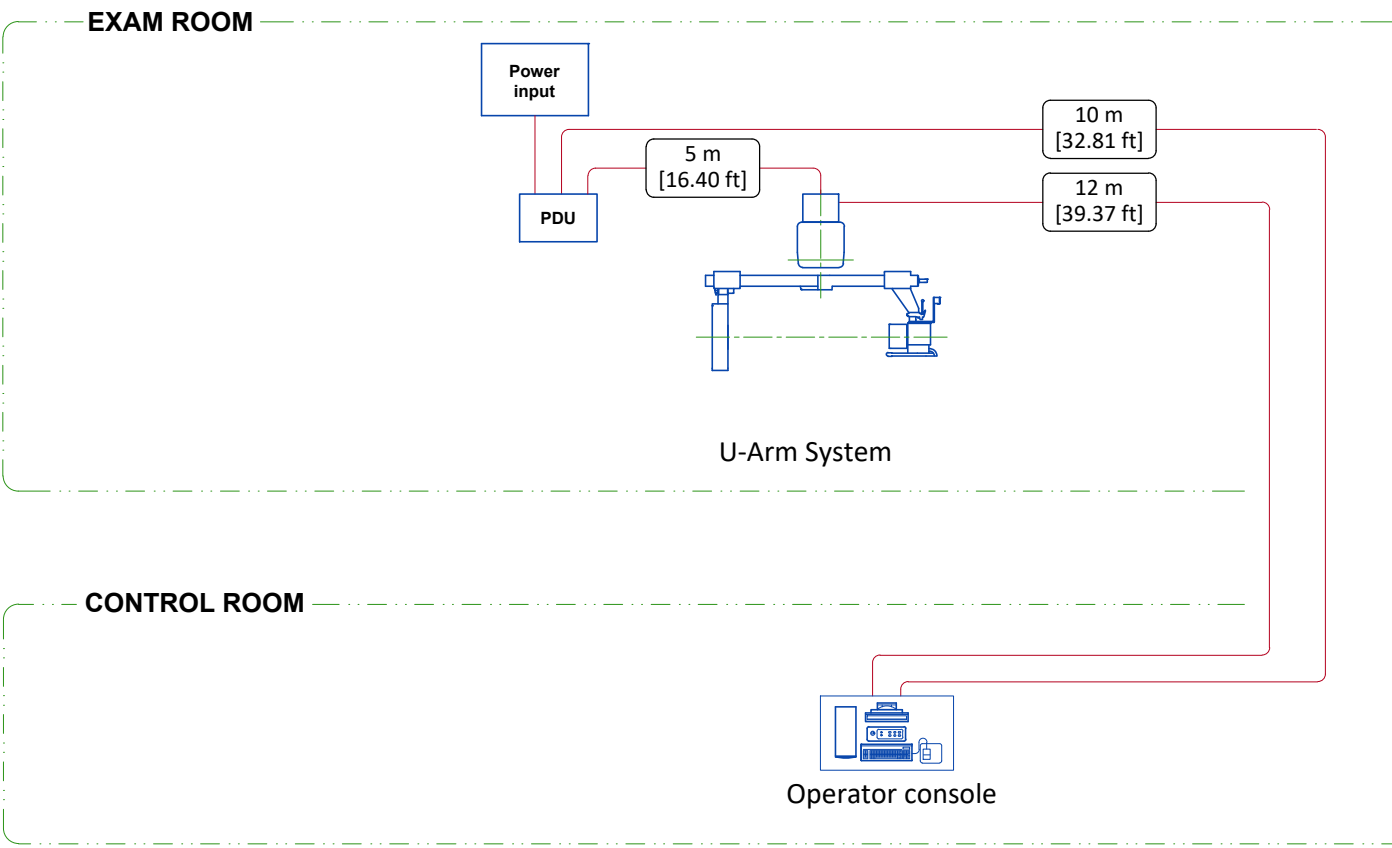 EXAM ROOM
Power
input
10 m
[32.81 ft]
5 m
[16.40 ft]
12 m
[39.37 ft]
PDU
U-Arm System
CONTROL ROOM
Operator console